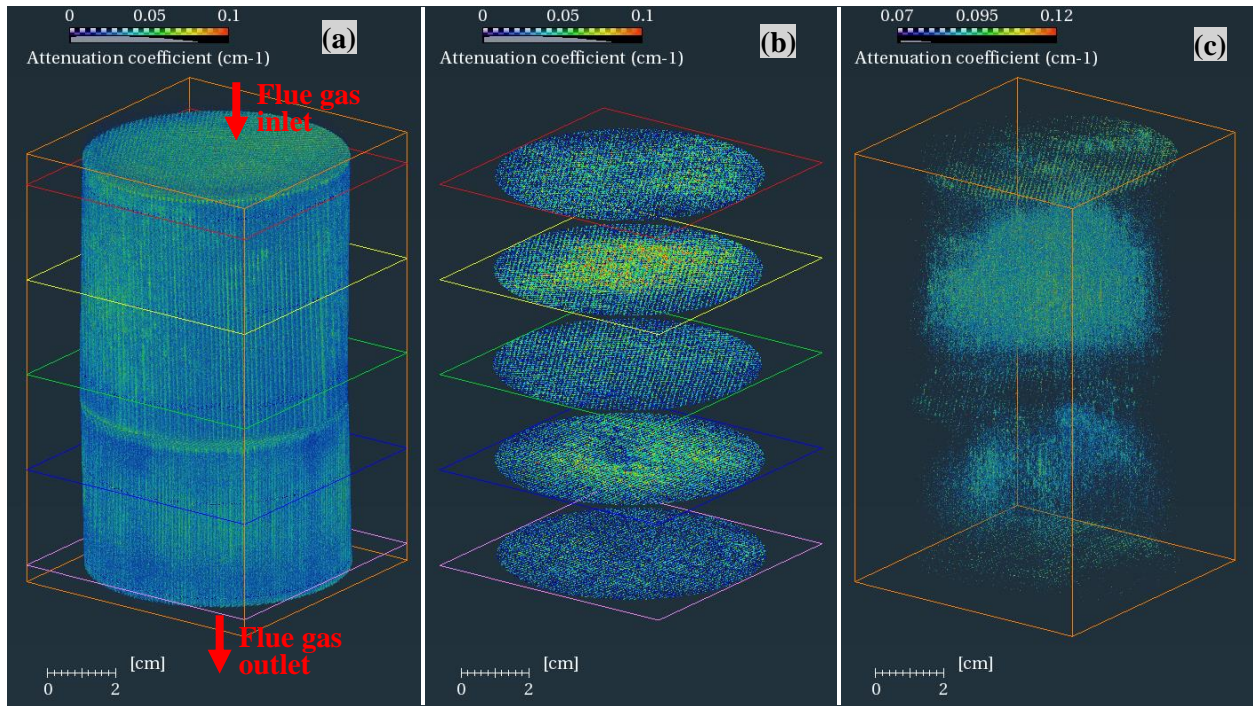 0 0.05 0.1
Attenuation coefficient (cm-1)
(a)
Flue gas
inlet
Flue gas
outlet
[cm]
0 2
0 0.05 0.1
Attenuation coefficient (cm-1)
(b)
[cm]
0 2
0.07 0.095 0.12
Attenuation coefficient (cm-1)
(c)
[cm]
0 2